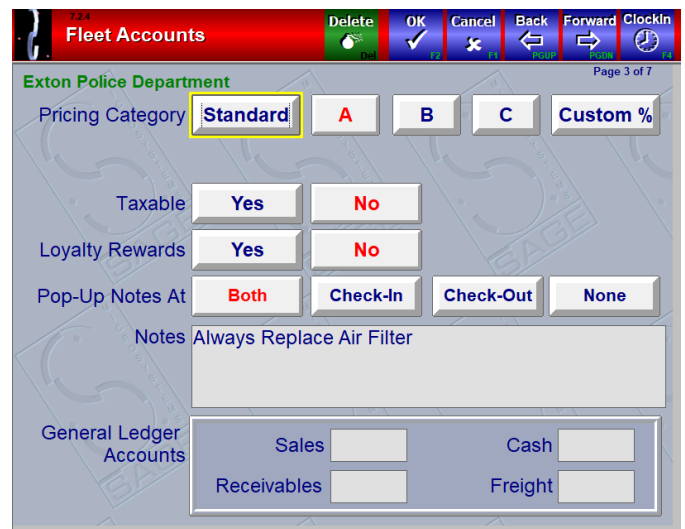 7.2.4
Fleet Accounts
Delete
Del
OK
F2
Cancel
F1
Back
PGUP
Forward
PGDN
ClockIn
F4
Exton Police Department
Page 3 of 7
Pricing Category Standard A B C Custom %
Taxable Yes No
Loyalty Rewards Yes No
Pop-Up Notes At Both Check-In Check-Out None
Notes Always Replace Air Filter
General Ledger
Accounts
Sales Cash
Receivables Freight
SAGE
SAGE
SAGE